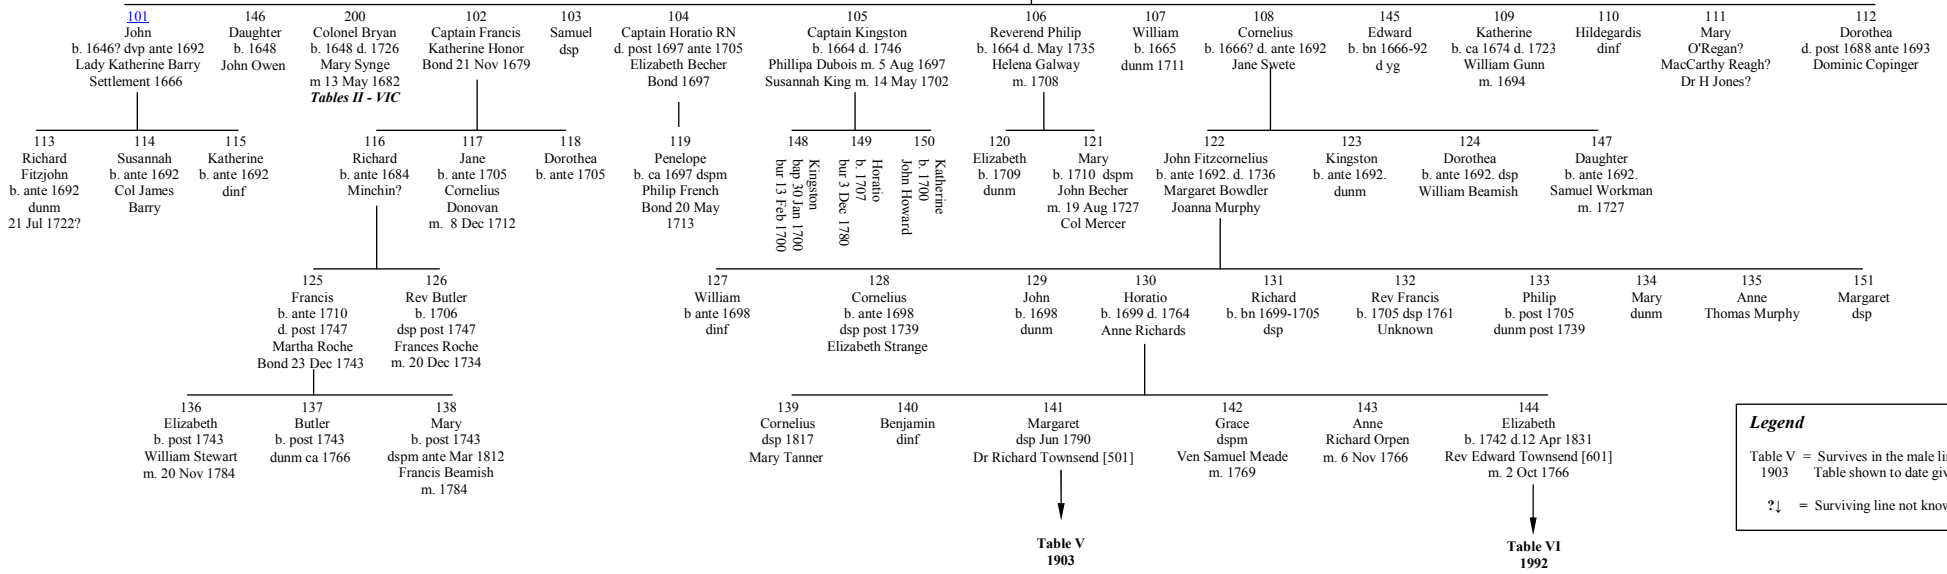 101
John
b. 1646? dvp ante 1692
Lady Katherine Barry
Settlement 1666
146
Daughter
b. 1648
John Owen
200
Colonel Bryan
b. 1648 d. 1726
Mary Synge
m 13 May 1682
Tables II - VIC
102
Captain Francis
Katherine Honor
Bond 21 Nov 1679
103
Samuel
dsp
104
Captain Horatio RN
d. post 1697 ante 1705
Elizabeth Becher
Bond 1697
105
Captain Kingston
b. 1664 d. 1746
Phillipa Dubois m. 5 Aug 1697
Susannah King m. 14 May 1702
106
Reverend Philip
b. 1664 d. May 1735
Helena Galway
m. 1708
107
William
b. 1665
dunm 1711
108
Cornelius
b. 1666? d. ante 1692
Jane Swete
145
Edward
b. bn 1666-92
d yg
109
Katherine
b. ca 1674 d. 1723
William Gunn
m. 1694
110
Hildegardis
dinf
111
Mary
O'Regan?
MacCarthy Reagh?
Dr H Jones?
112
Dorothea
d. post 1688 ante 1693
Dominic Copinger
113
Richard
Fitzjohn
b. ante 1692
dunm
21 Jul 1722?
114
Susannah
b. ante 1692
Col James
Barry
115
Katherine
b. ante 1692
dinf
116
Richard
b. ante 1684
Minchin?
117
Jane
b. ante 1705
Cornelius
Donovan
m. 8 Dec 1712
118
Dorothea
b. ante 1705
119
Penelope
b. ca 1697 dspm
Philip French
Bond 20 May
1713
148
Kingston
bap 30 Jan 1700
bur 13 Feb 1700
149
Horatio
b. 1707
bur 3 Dec 1780
150
Katherine
b. 1700
John Howard
120
Elizabeth
b. 1709
dunm
121
Mary
b. 1710 dspm
John Becher
m. 19 Aug 1727
Col Mercer
122
John Fitzcornelius
b. ante 1692. d. 1736
Margaret Bowdler
Joanna Murphy
123
Kingston
b. ante 1692.
dunm
124
Dorothea
b. ante 1692. dsp
William Beamish
147
Daughter
b. ante 1692.
Samuel Workman
m. 1727
125
Francis
b. ante 1710
d. post 1747
Martha Roche
Bond 23 Dec 1743
126
Rev Butler
b. 1706
dsp post 1747
Frances Roche
m. 20 Dec 1734
127
William
b ante 1698
dinf
128
Cornelius
b. ante 1698
dsp post 1739
Elizabeth Strange
129
John
b. 1698
dunm
130
Horatio
b. 1699 d. 1764
Anne Richards
131
Richard
b. bn 1699-1705
dsp
132
Rev Francis
b. 1705 dsp 1761
Unknown
133
Philip
b. post 1705
dunm post 1739
134
Mary
dunm
135
Anne
Thomas Murphy
151
Margaret
dsp
136
Elizabeth
b. post 1743
William Stewart
m. 20 Nov 1784
137
Butler
b. post 1743
dunm ca 1766
138
Mary
b. post 1743
dspm ante Mar 1812
Francis Beamish
m. 1784
139
Cornelius
dsp 1817
Mary Tanner
140
Benjamin
dinf
141
Margaret
dsp Jun 1790
Dr Richard Townsend [501]
142
Grace
dspm
Ven Samuel Meade
m. 1769
143
Anne
Richard Orpen
m. 6 Nov 1766
144
Elizabeth
b. 1742 d.12 Apr 1831
Rev Edward Townsend [601]
m. 2 Oct 1766
Table V
1903
Table VI
1992
Legend
Table V = Survives in the male
1903 Table shown to date
?↓ = Surviving line not